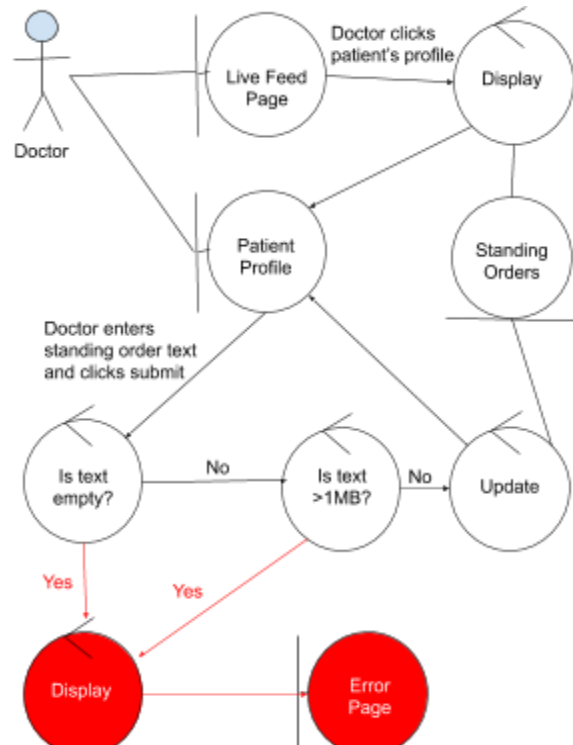 Doctor clicks
patient's profile
Live Feed
Page
Display
Doctor
Patient
Profile
Standing
Orders
Doctor enters
standing order text
and clicks submit
Is text
empty?
No
Is text
>1MB?
No
Update
Yes
Yes
Display
Error
Page